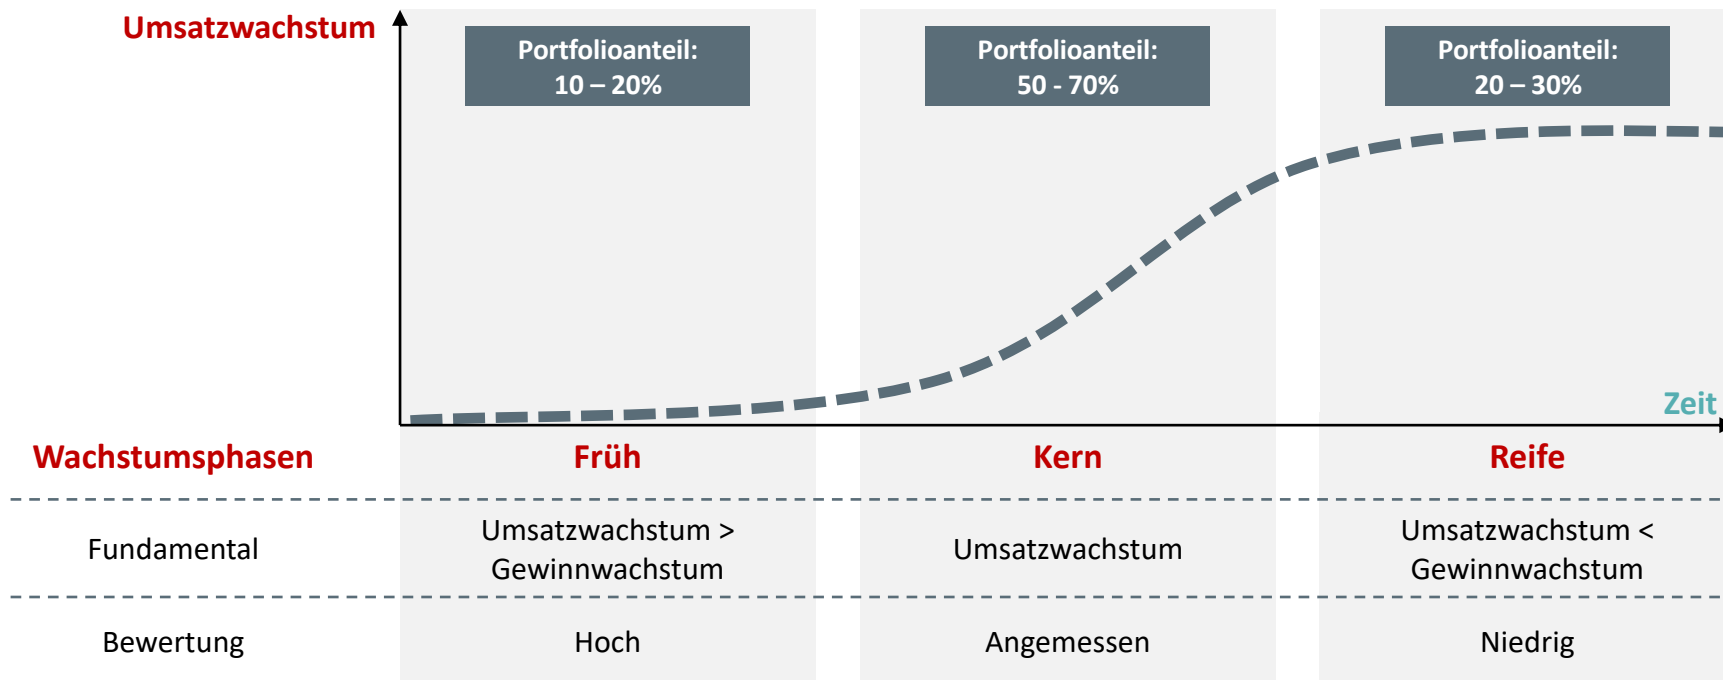 Umsatzwachstum
Portfolioanteil:
10 – 20%
Portfolioanteil:
50 - 70%
Portfolioanteil:
20 – 30%
Zeit
Wachstumsphasen
Früh
Kern
Reife
Fundamental
Umsatzwachstum >
Gewinnwachstum
Umsatzwachstum
Umsatzwachstum <
Gewinnwachstum
Bewertung
Hoch
Angemessen
Niedrig